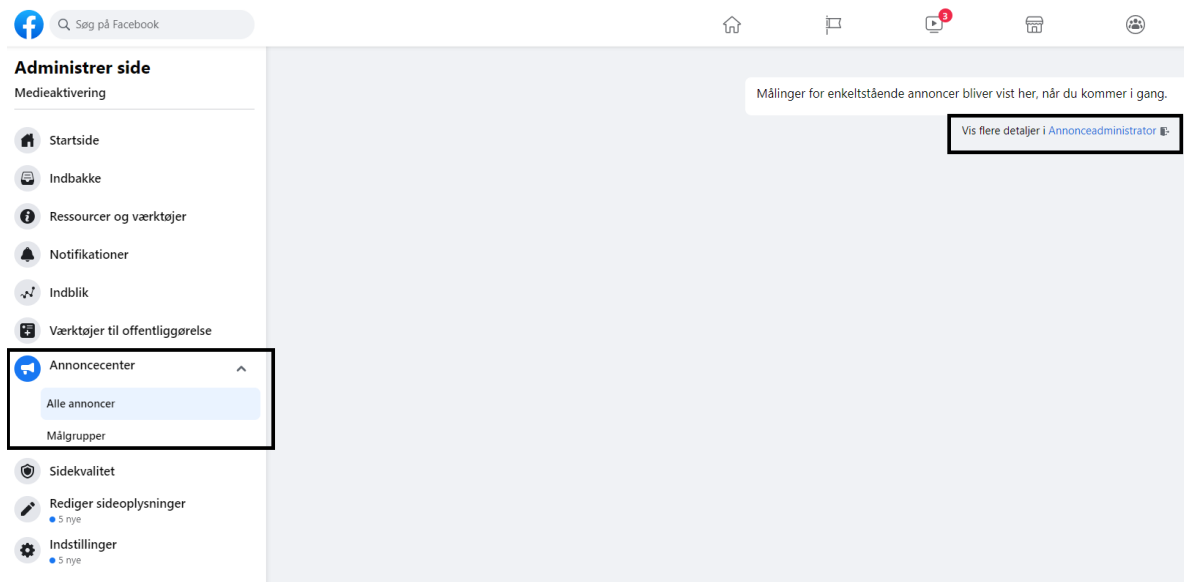 Søg på Facebook
3
Administrer side
Medieaktivering
Startside
Indbakke
Ressourcer og værktøjer
Notifikationer
Indblik
Værktøjer til offentliggørelse
Annoncecenter
Alle annoncer
Målgrupper
Sidekvalitet
Rediger sideoplysninger
5 nye
Indstillinger
5 nye
Målinger for enkeltstående annoncer bliver vist her, når du kommer i gang.
Vis flere detaljer i Annonceadministrator